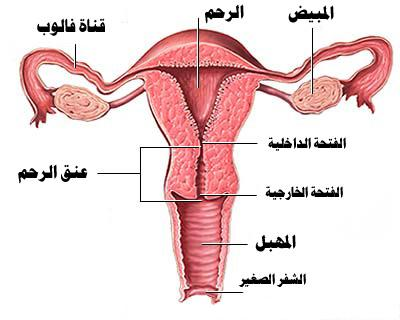 المبيض
الرحم
قناة فالوب
الفتحة الداخلية
عنق الرحم
الفتحة الخارجية
المهبل
الشفر الصغير